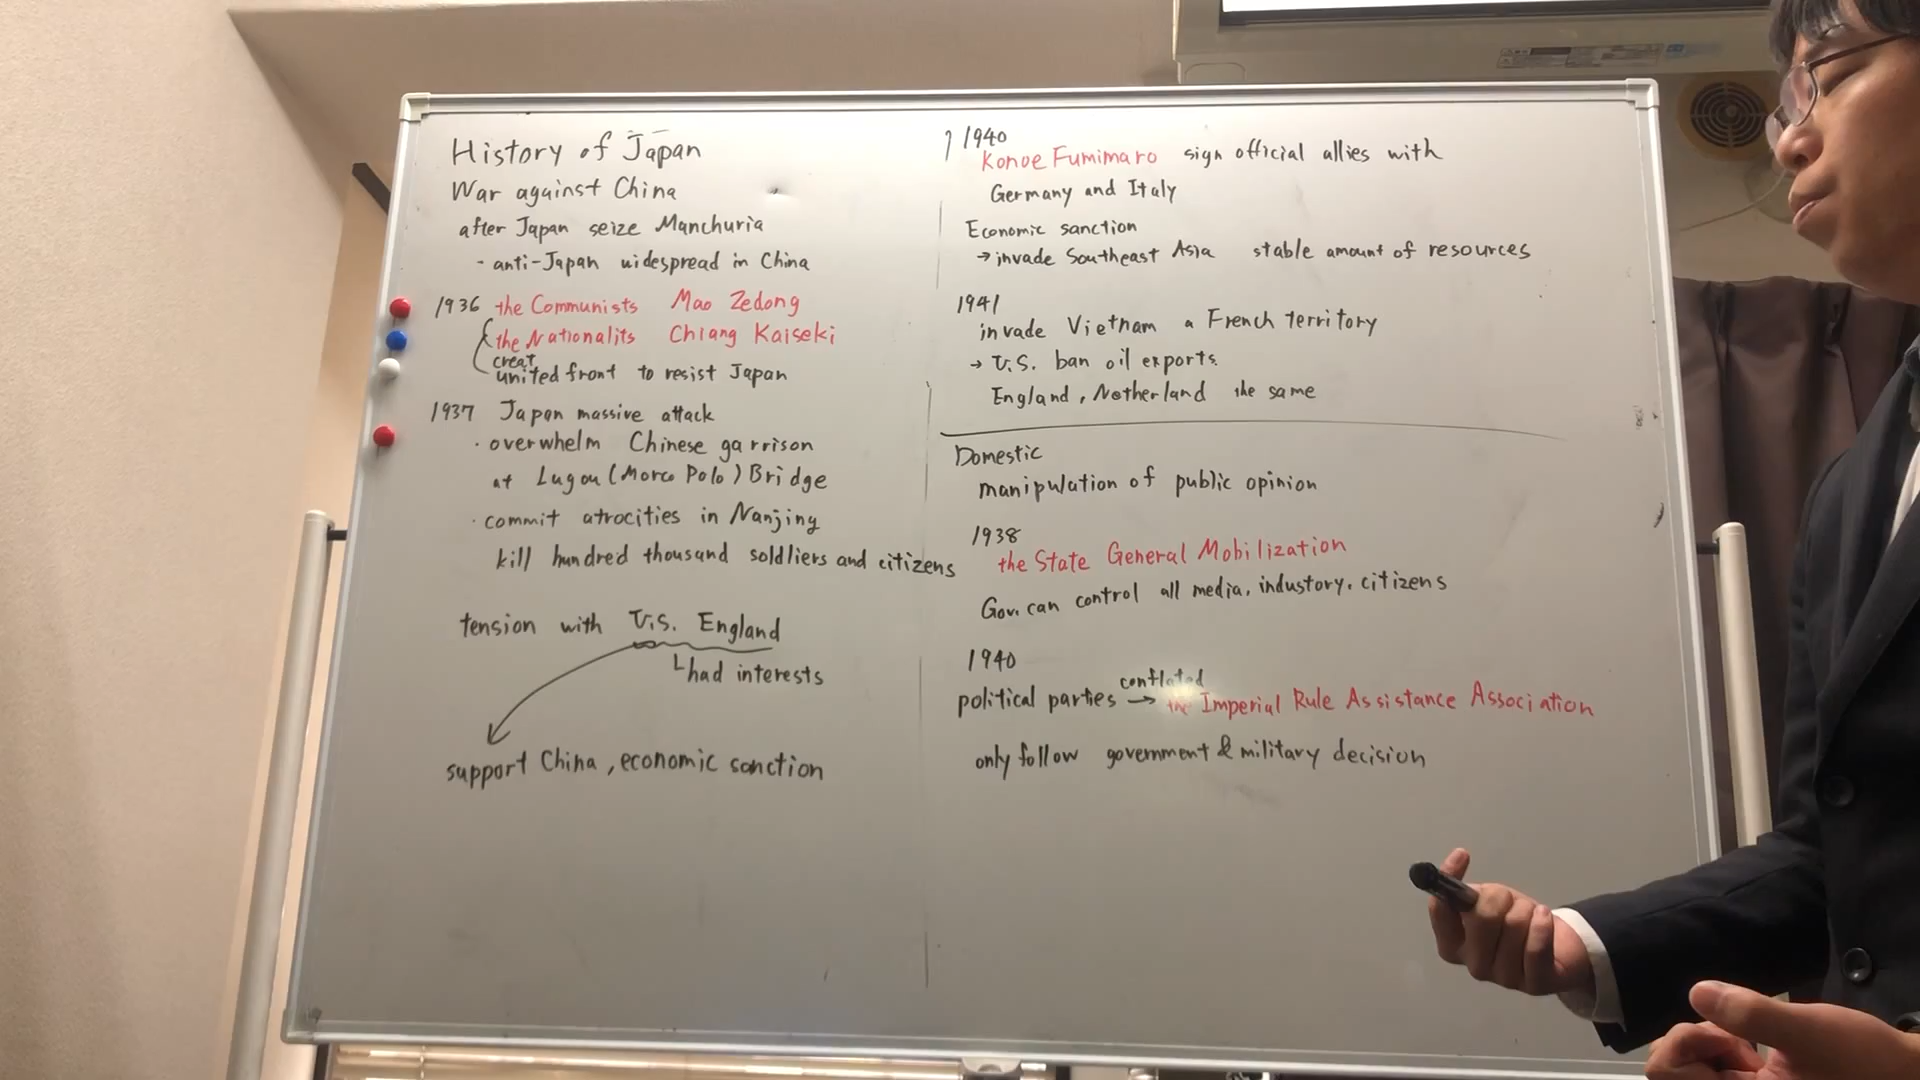 History of Japan
War against China
after Japan seize Manchuria
- anti-Japan widespread in China
1936 the Communists Mao Zedong
the Nationalits Chiang Kaiseki
creat
united front to resist Japan
1937 Japan massive attack
· overwhelm Chinese garrison
at Lugou (Marco Polo) Bridge
· commit atrocities in Nanjing
kill hundred thousand soldliers and citizens
tension with U.S. England
had interests
support China, economic sanction
1940
Konoe Fumimaro sign official allies with
Germany and Italy
Economic sanction
→ invade Southeast Asia stable amount of resources
1941
invade Vietnam a French territory
→ U.S. ban oil exports.
England, Netherland the same
Domestic
manipulation of public opinion
1938
the State General Mobilization
Gov. can control all media, industory, citizens
1940
conflated
political parties → the Imperial Rule Assistance Association
only follow government & military decision